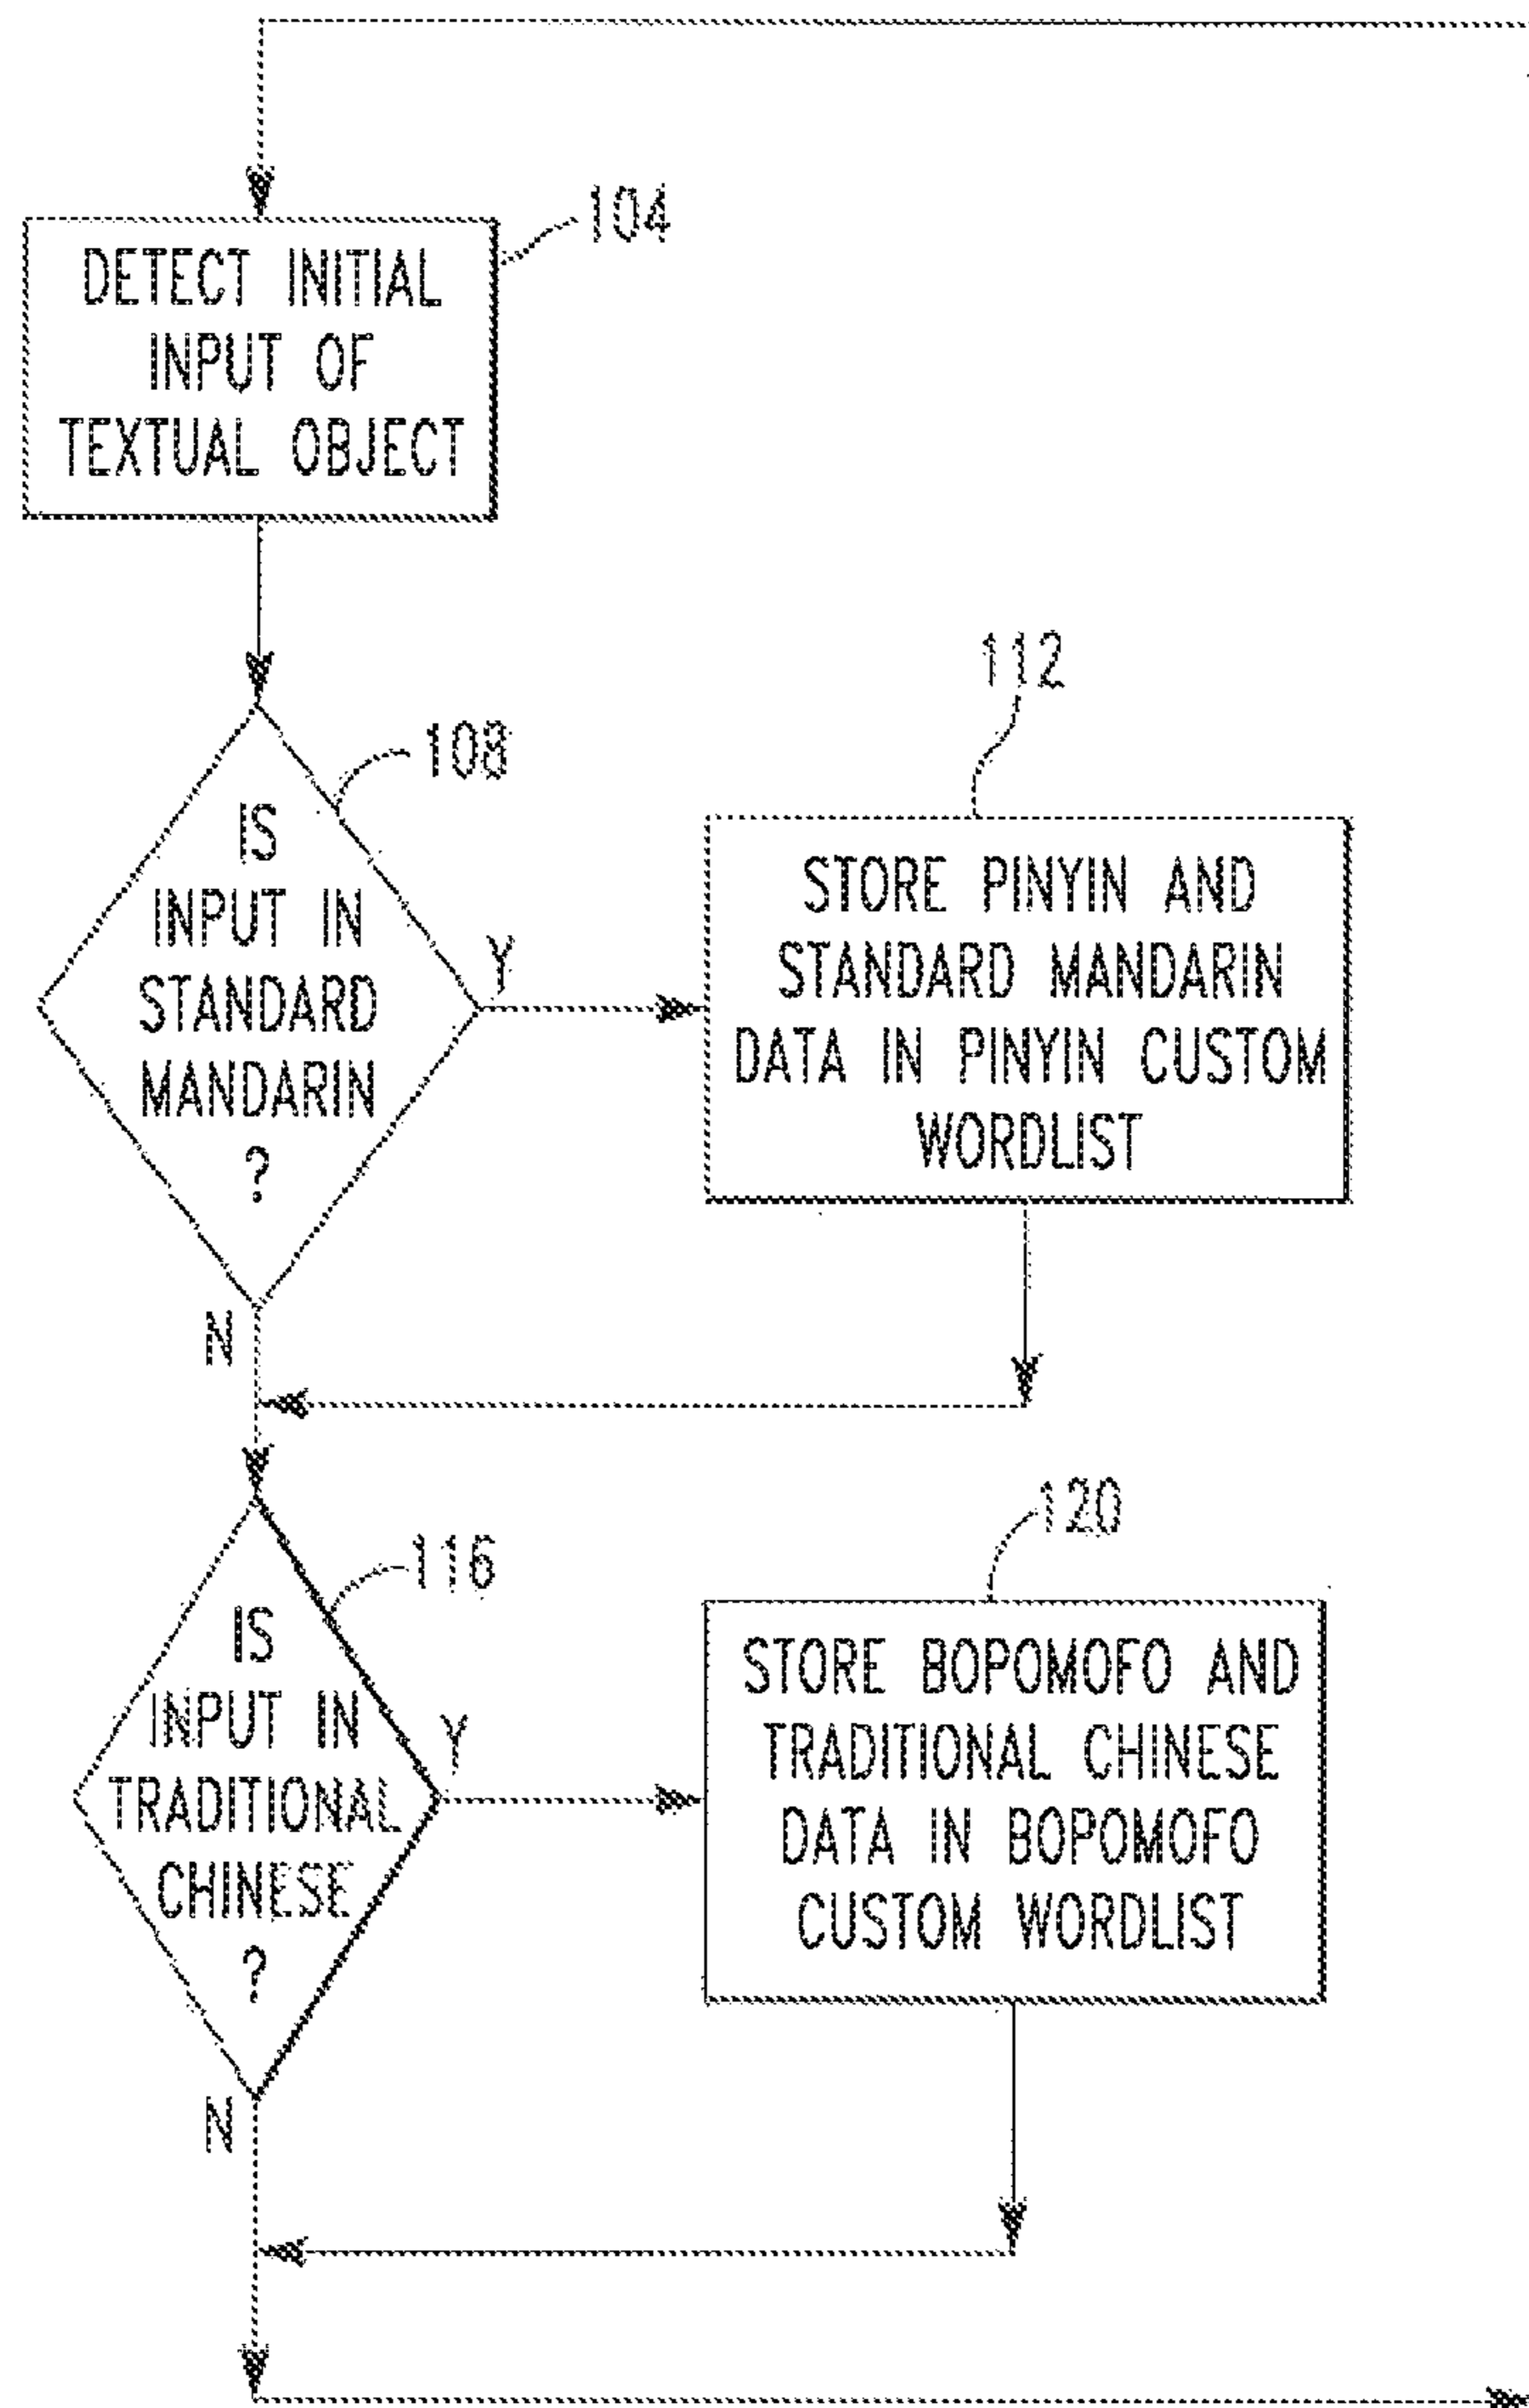 104
DETECT INITIAL
INPUT OF
TEXTUAL OBJECT
108
IS
INPUT IN
STANDARD
MANDARIN
?
Y
N
112
STORE PINYIN AND
STANDARD MANDARIN
DATA IN PINYIN CUSTOM
WORDLIST
116
IS
INPUT IN
TRADITIONAL
CHINESE
?
Y
N
120
STORE BOPOMOFO AND
TRADITIONAL CHINESE
DATA IN BOPOMOFO
CUSTOM WORDLIST